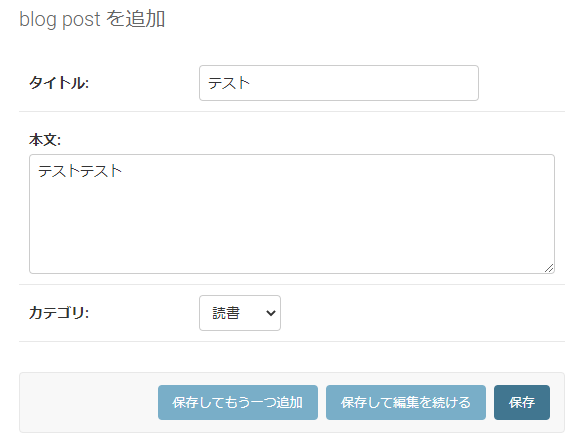 blog post を追加
タイトル: テスト
本文:
テストテスト
カテゴリ: 読書
保存してもう一つ追加 保存して編集を続ける 保存